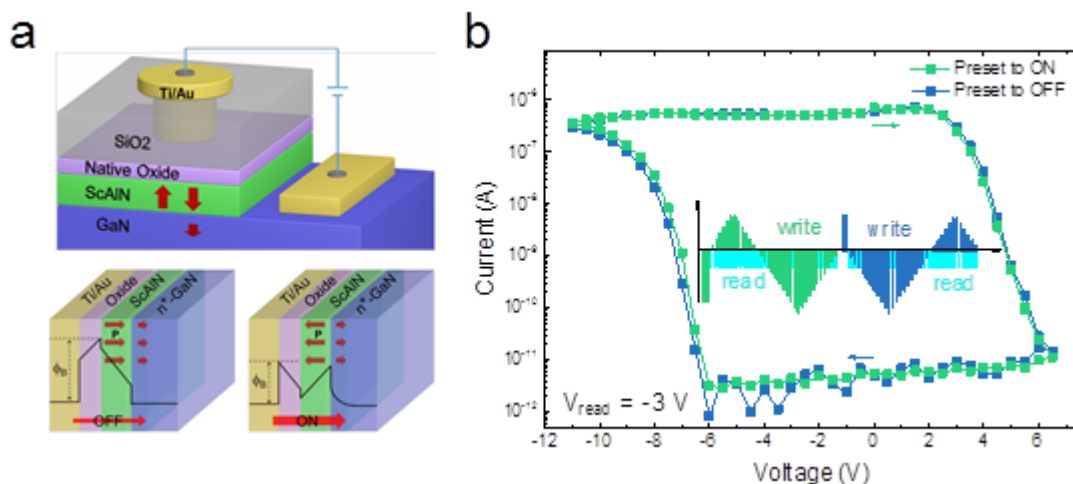 a
Ti/Au
SiO2
Native Oxide
ScAlN
GaN
Ti/Au
Oxide
ScAlN
n⁺-GaN
P
ϕB
OFF
Ti/Au
Oxide
ScAlN
n⁺-GaN
P
ϕB
ON
b
Preset to ON
Preset to OFF
write
write
read
read
Vread = -3 V
Current (A)
10⁻⁶
10⁻⁷
10⁻⁸
10⁻⁹
10⁻¹⁰
10⁻¹¹
10⁻¹²
-12 -10 -8 -6 -4 -2 0 2 4 6
Voltage (V)